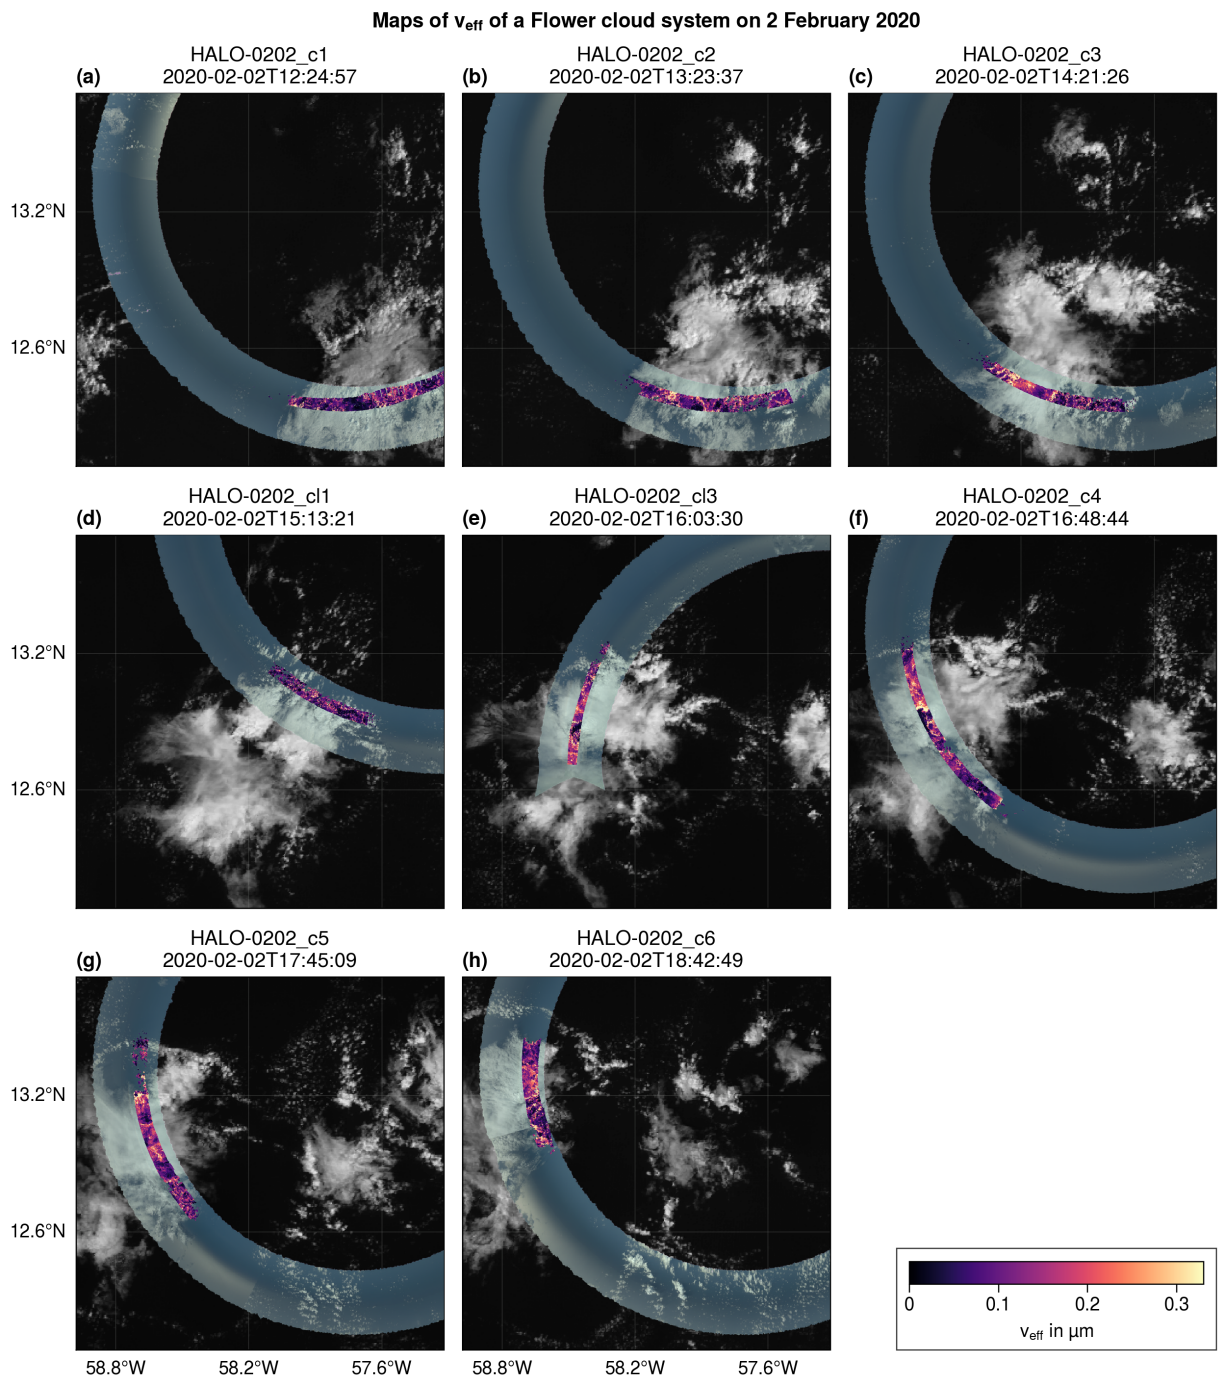 Maps of veff of a Flower cloud system on 2 February 2020
HALO-0202_c1
(a) 2020-02-02T12:24:57
HALO-0202_c2
(b) 2020-02-02T13:23:37
HALO-0202_c3
(c) 2020-02-02T14:21:26
13.2°N
12.6°N
HALO-0202_cl1
(d) 2020-02-02T15:13:21
HALO-0202_cl3
(e) 2020-02-02T16:03:30
HALO-0202_c4
(f) 2020-02-02T16:48:44
13.2°N
12.6°N
HALO-0202_c5
(g) 2020-02-02T17:45:09
HALO-0202_c6
(h) 2020-02-02T18:42:49
13.2°N
12.6°N
58.8°W 58.2°W 57.6°W
58.8°W 58.2°W 57.6°W
0 0.1 0.2 0.3
veff in µm